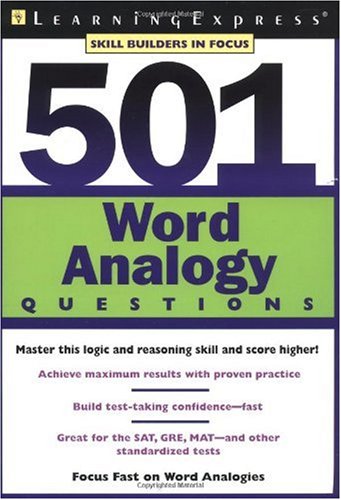 LEARNINGEXPRESS®
SKILL BUILDERS IN FOCUS
501
Word
Analogy
QUESTIONS
Master this logic and reasoning skill and score higher!
Achieve maximum results with proven practice
Build test-taking confidence—fast
Great for the SAT, GRE, MAT—and other
standardized tests
Focus Fast on Word Analogies
Copyrighted Material